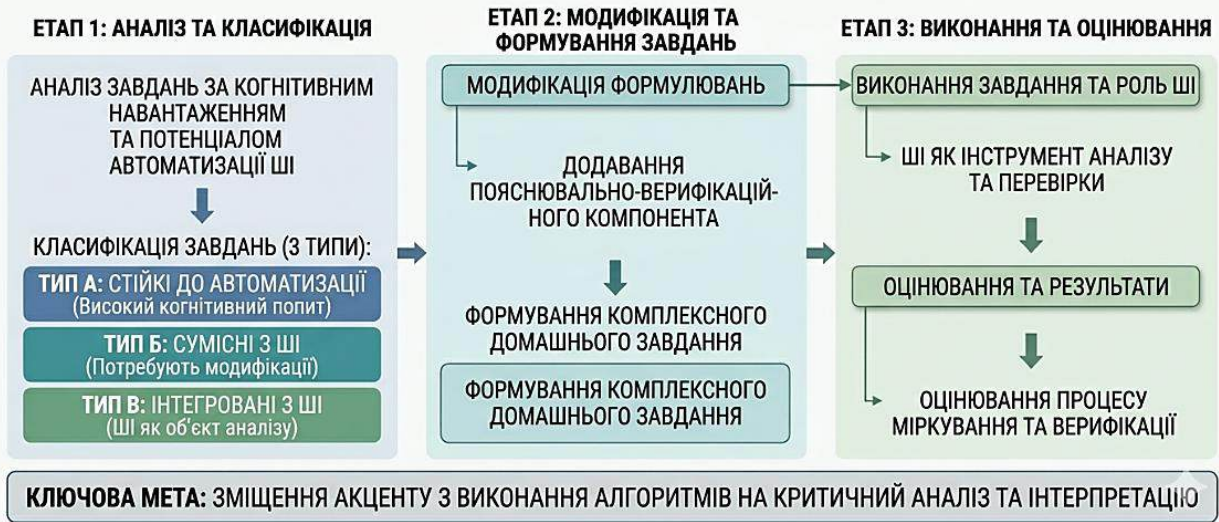 ЕТАП 1: АНАЛІЗ ТА КЛАСИФІКАЦІЯ
АНАЛІЗ ЗАВДАНЬ ЗА КОГНІТИВНИМ
НАВАНТАЖЕННЯМ
ТА ПОТЕНЦІАЛОМ
АВТОМАТИЗАЦІЇ ШІ
КЛАСИФІКАЦІЯ ЗАВДАНЬ (3 ТИПИ):
ТИП А: СТІЙКІ ДО АВТОМАТИЗАЦІЇ
(Високий когнітивний попит)
ТИП Б: СУМІСНІ З ШІ
(Потребують модифікації)
ТИП В: ІНТЕГРОВАНІ З ШІ
(ШІ як об'єкт аналізу)
ЕТАП 2: МОДИФІКАЦІЯ ТА
ФОРМУВАННЯ ЗАВДАНЬ
МОДИФІКАЦІЯ ФОРМУЛЮВАНЬ
ДОДАВАННЯ
ПОЯСНЮВАЛЬНО-ВЕРИФІКАЦІЙ-
НОГО КОМПОНЕНТА
ФОРМУВАННЯ КОМПЛЕКСНОГО
ДОМАШНЬОГО ЗАВДАННЯ
ФОРМУВАННЯ КОМПЛЕКСНОГО
ДОМАШНЬОГО ЗАВДАННЯ
ЕТАП 3: ВИКОНАННЯ ТА ОЦІНЮВАННЯ
ВИКОНАННЯ ЗАВДАННЯ ТА РОЛЬ ШІ
ШІ ЯК ІНСТРУМЕНТ АНАЛІЗУ
ТА ПЕРЕВІРКИ
ОЦІНЮВАННЯ ТА РЕЗУЛЬТАТИ
ОЦІНЮВАННЯ ПРОЦЕСУ
МІРКУВАННЯ ТА ВЕРИФІКАЦІЇ
КЛЮЧОВА МЕТА: ЗМІЩЕННЯ АКЦЕНТУ З ВИКОНАННЯ АЛГОРИТМІВ НА КРИТИЧНИЙ АНАЛІЗ ТА ІНТЕРПРЕТАЦІЮ